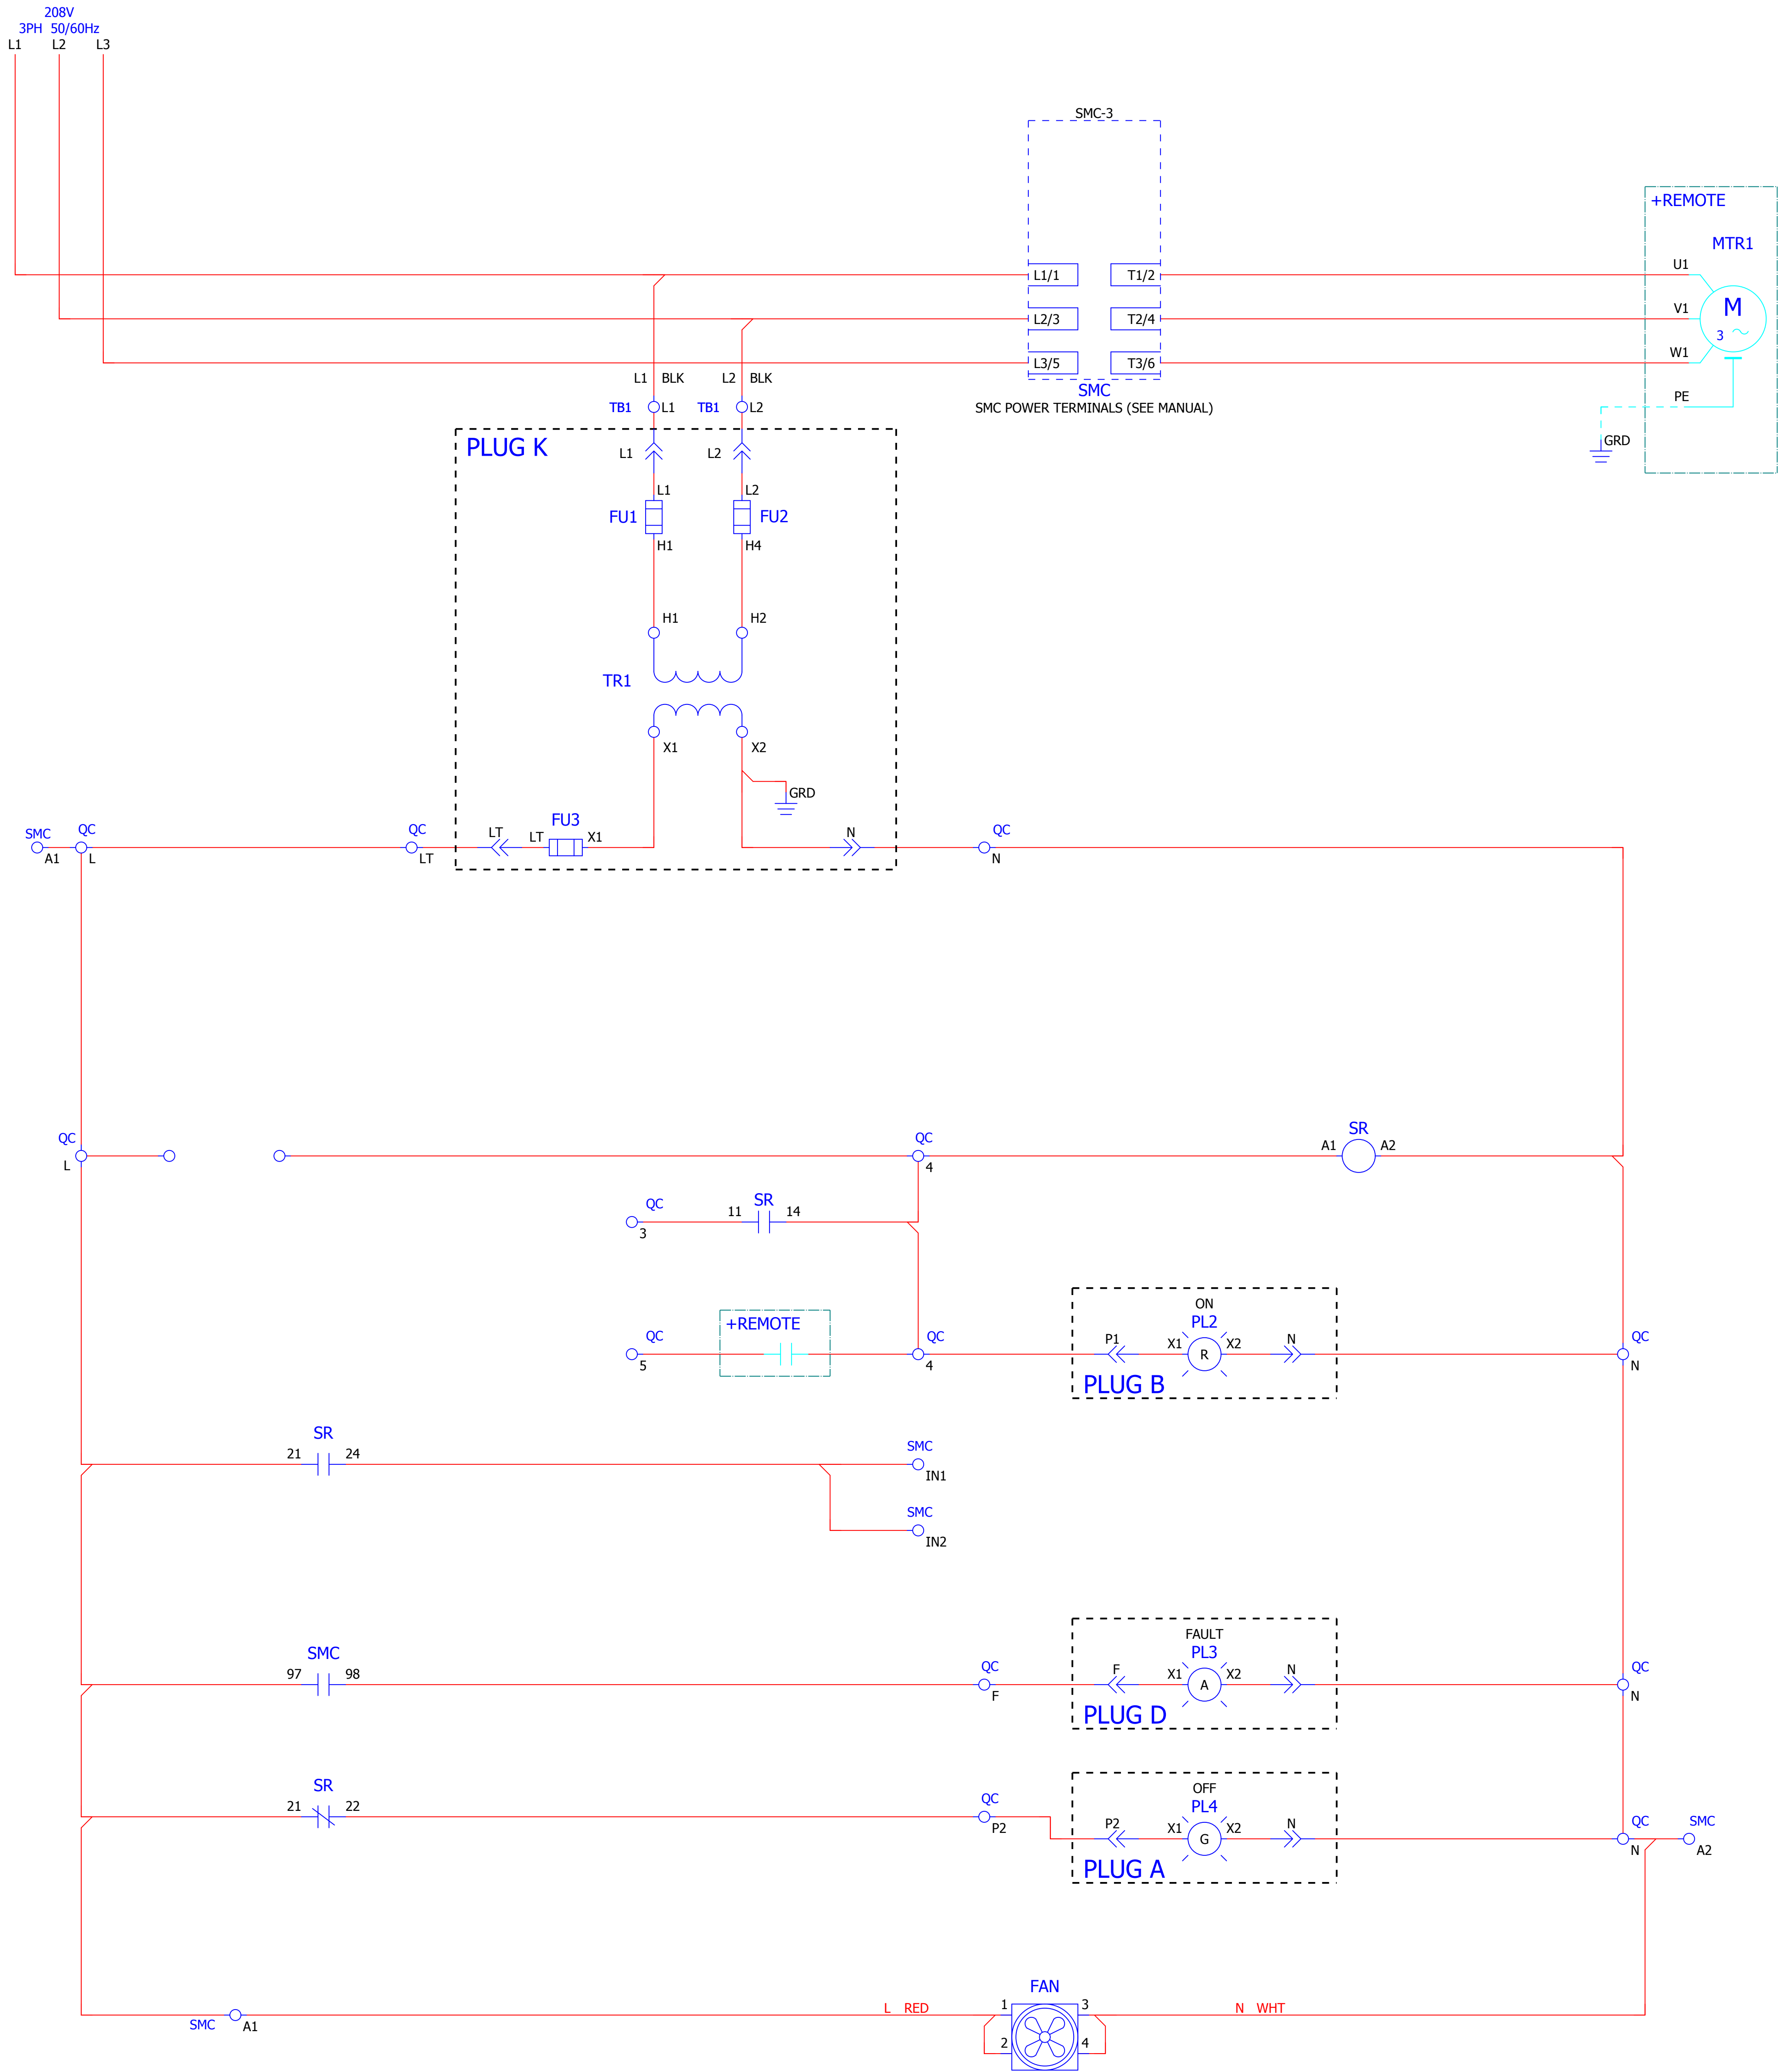 208V
3PH 50/60Hz
L1 L2 L3
SMC-3
+REMOTE
MTR1
U1
L1/1 T1/2
M
3
V1
L2/3 T2/4
W1
L3/5 T3/6
L1 BLK L2 BLK
SMC
PE
TB1 L1 TB1 L2
SMC POWER TERMINALS (SEE MANUAL)
GRD
PLUG K
L1 L2
L1 L2
FU1 FU2
H1 H4
H1 H2
TR1
X1 X2
GRD
FU3
SMC QC QC LT LT X1 N QC
A1 L LT N
QC QC SR
A1 A2
L 4
QC SR
11 14
3
ON
+REMOTE PL2
QC QC P1 X1 X2 N QC
R
5 4 N
PLUG B
SR
21 24 SMC
IN1
SMC
IN2
FAULT
SMC PL3
97 98 QC F X1 X2 N QC
A
F N
PLUG D
SR OFF
21 22 QC PL4
P2 P2 X1 X2 N QC SMC
G
N A2
PLUG A
FAN
L RED 1 3 N WHT
SMC A1
2 4